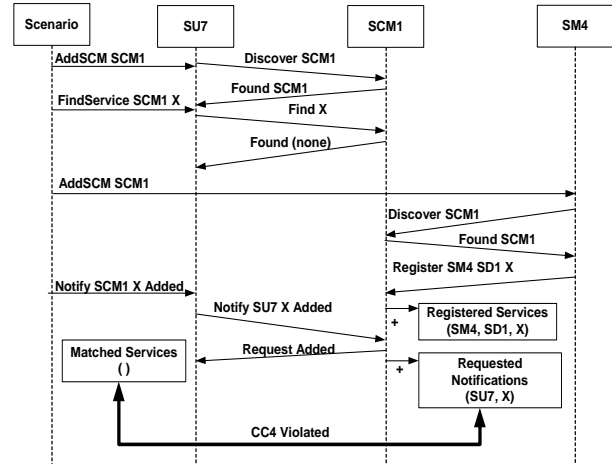 Scenario
SU7
SCM1
SM4
AddSCM SCM1
Discover SCM1
Found SCM1
FindService SCM1 X
Find X
Found (none)
AddSCM SCM1
Discover SCM1
Found SCM1
Register SM4 SD1 X
Notify SCM1 X Added
Notify SU7 X Added
+
Registered Services
(SM4, SD1, X)
Request Added
Matched Services
( )
+
Requested
Notifications
(SU7, X)
CC4 Violated